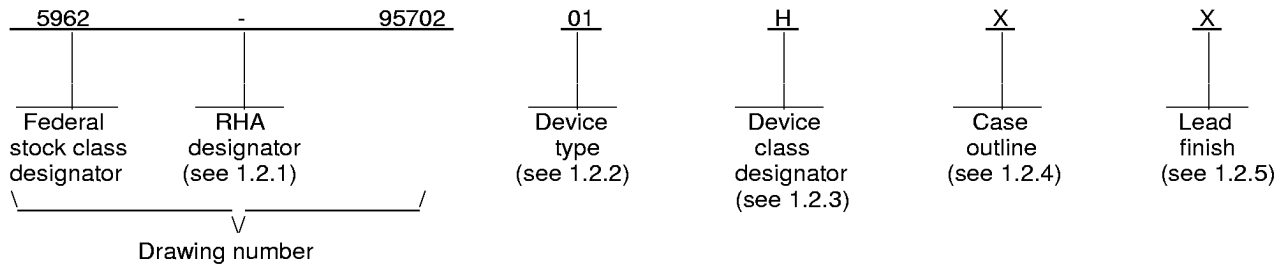 5962 - 95702 01 H X X
Federal stock class designator
RHA designator (see 1.2.1)
Device type (see 1.2.2)
Device class designator (see 1.2.3)
Case outline (see 1.2.4)
Lead finish (see 1.2.5)
Drawing number